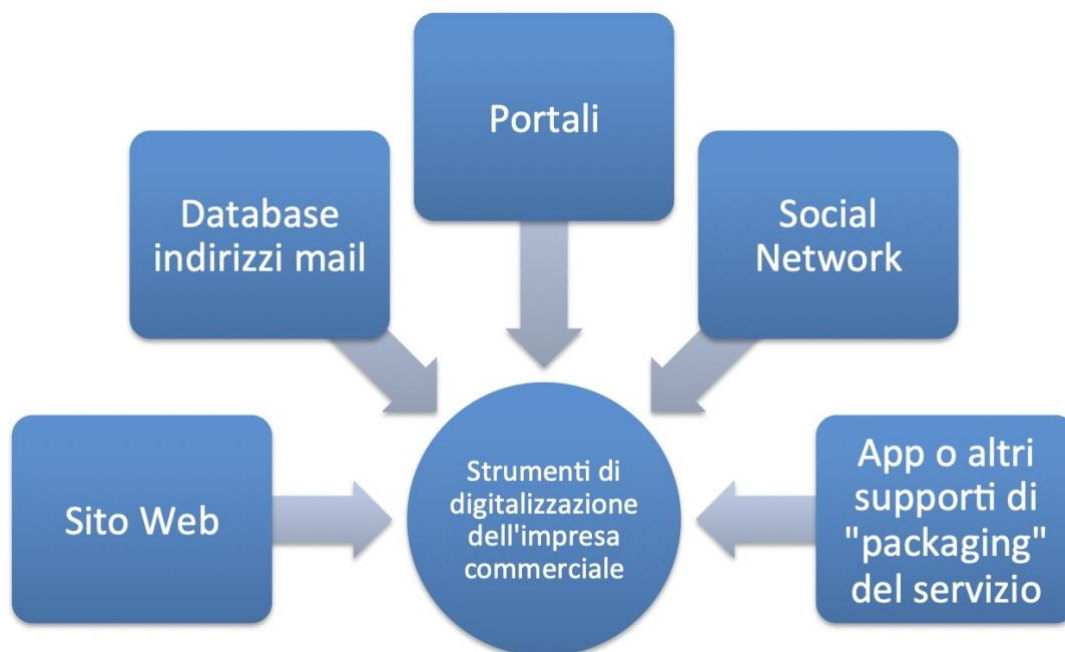 Portali
Database
indirizzi mail
Social
Network
Sito Web
Strumenti di
digitalizzazione
dell'impresa
commerciale
App o altri
supporti di
"packaging"
del servizio